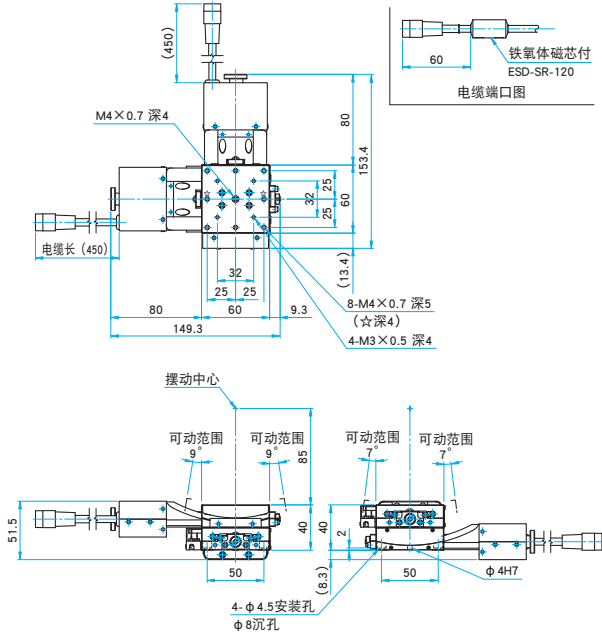 (450)
60
铁氧体磁芯付
ESD-SR-120
电缆端口图
M4×0.7 深4
80
153.4
25
32
60
25
电缆长（450）
(13.4)
32
25
25
80
60
9.3
149.3
8-M4×0.7 深5
（☆深4）
4-M3×0.5 深4
摆动中心
可动范围
9°
可动范围
9°
85
可动范围
7°
可动范围
7°
51.5
40
40
2
(8.3)
50
50
φ4H7
4-φ4.5安装孔
φ8沉孔